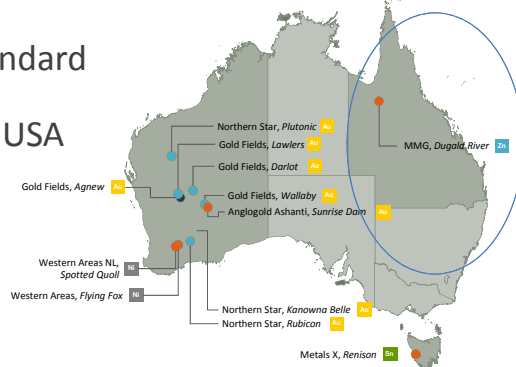 ndard
USA
Northern Star, Plutonic Au
Gold Fields, Lawlers Au
MMG, Dugald River Zn
Gold Fields, Darlot Au
Gold Fields, Agnew Au
Gold Fields, Wallaby Au
Anglogold Ashanti, Sunrise Dam Au
Western Areas NL,
Spotted Quoll Ni
Western Areas, Flying Fox Ni
Northern Star, Kanowna Belle Au
Northern Star, Rubicon Au
Metals X, Renison Sn